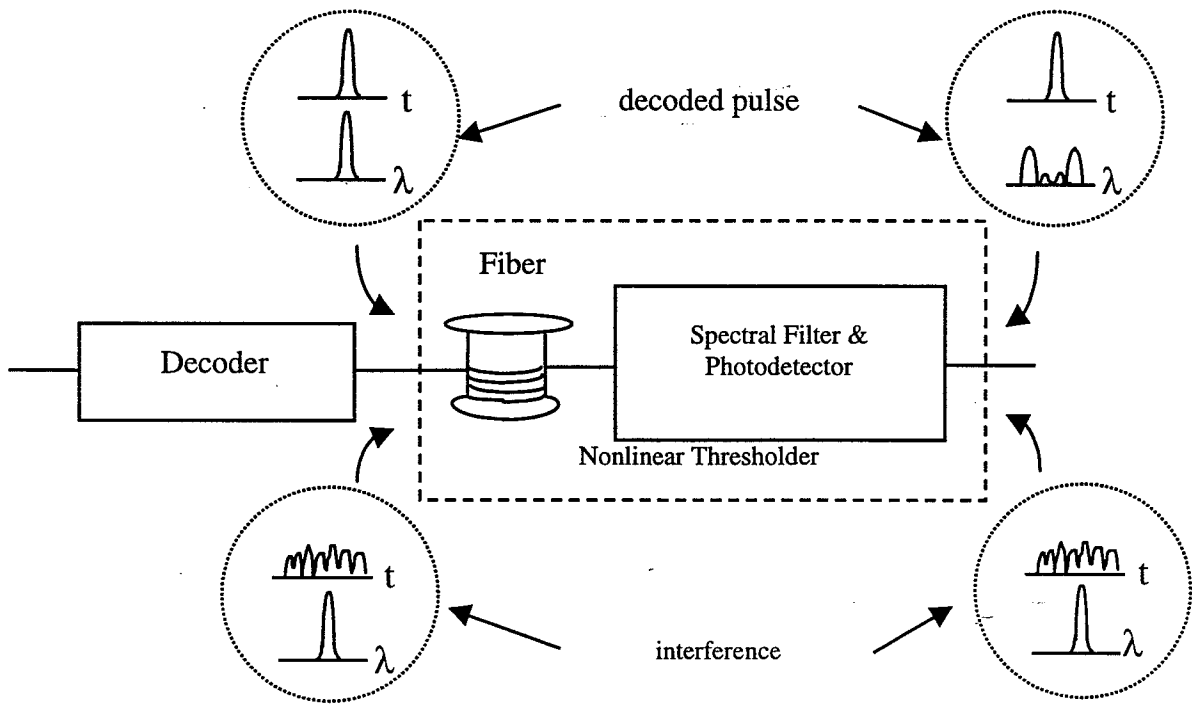 t
λ
decoded pulse
t
λ
Fiber
Decoder
Spectral Filter &
Photodetector
Nonlinear Thresholder
t
λ
interference
t
λ